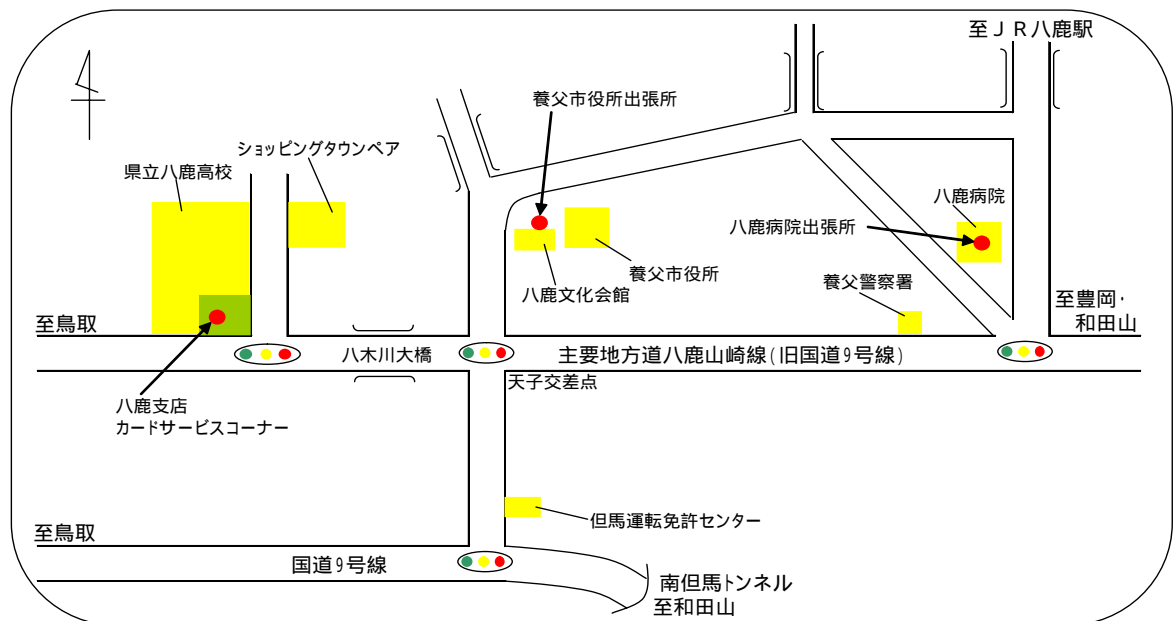 至ＪＲ八鹿駅
養父市役所出張所
ショッピングタウンペア
県立八鹿高校
八鹿病院
八鹿病院出張所
養父市役所
八鹿文化会館
養父警察署
至豊岡・
和田山
至鳥取
八木川大橋
主要地方道八鹿山崎線(旧国道9号線)
天子交差点
八鹿支店
カードサービスコーナー
但馬運転免許センター
至鳥取
国道9号線
南但馬トンネル
至和田山